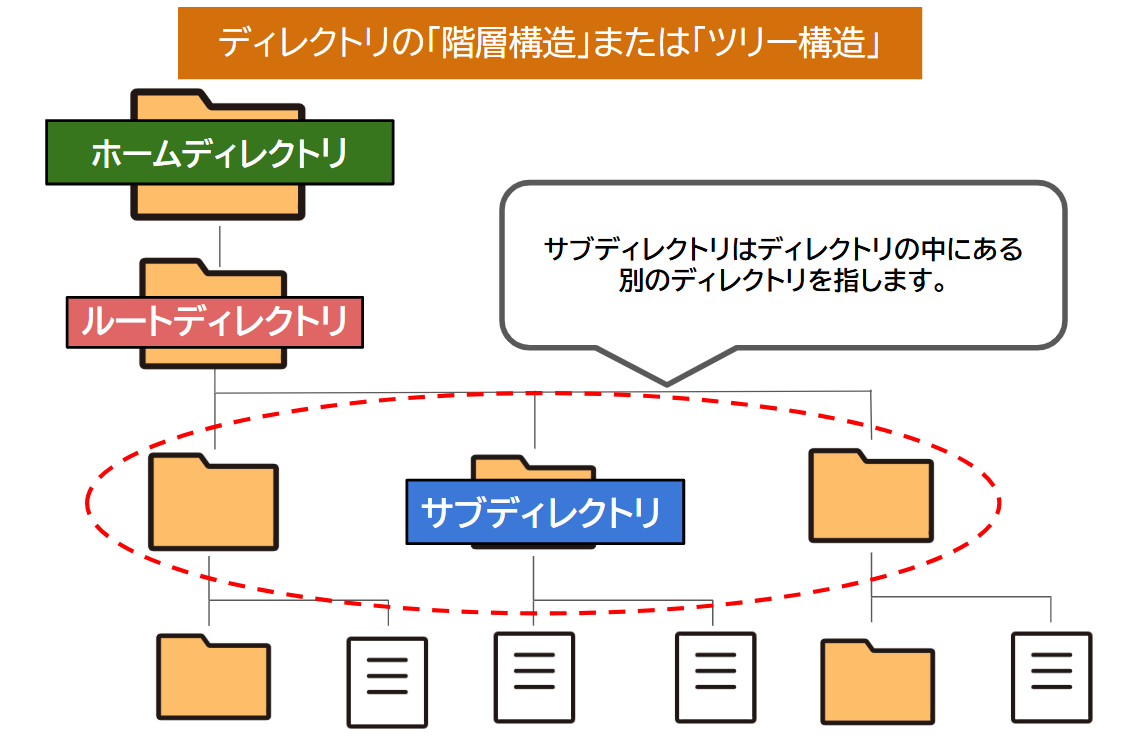 ディレクトリの「階層構造」または「ツリー構造」
ホームディレクトリ
サブディレクトリはディレクトリの中にある
別のディレクトリを指します。
ルートディレクトリ
サブディレクトリ